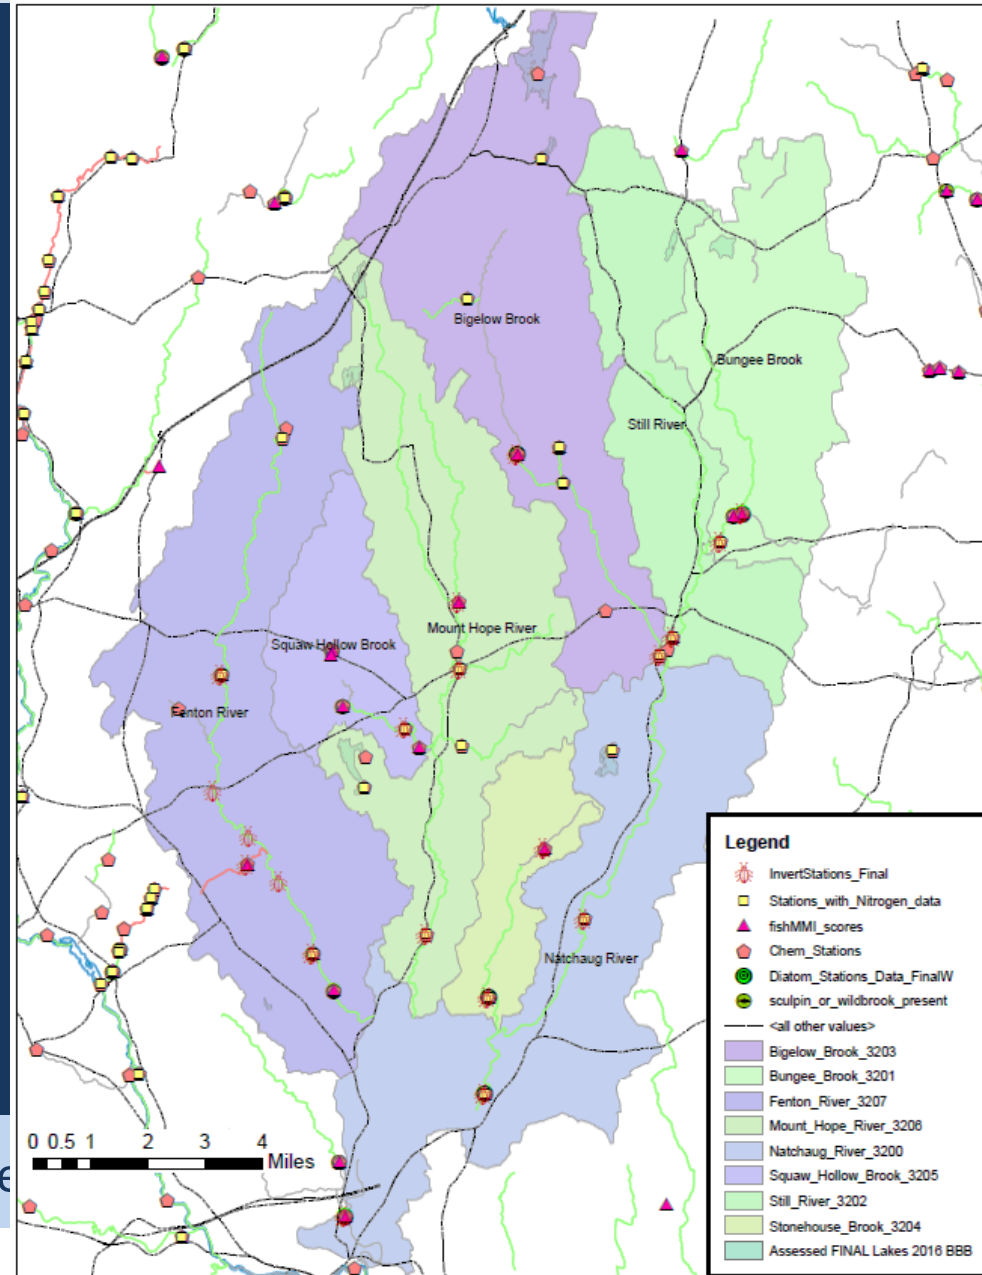 Bigelow Brook
Bungee Brook
Still River
Mount Hope River
Squaw Hollow Brook
Fenton River
Natchaug River
Legend
InvertStations_Final
Stations_with_Nitrogen_data
fishMMI_scores
Chem_Stations
Diatom_Stations_Data_FinalW
sculpin_or_wildbrook_present
<all other values>
Bigelow_Brook_3203
Bungee_Brook_3201
Fenton_River_3207
Mount_Hope_River_3206
Natchaug_River_3200
Squaw_Hollow_Brook_3205
Still_River_3202
Stonehouse_Brook_3204
Assessed FINAL Lakes 2016 BBB
0 0.5 1 2 3 4
Miles
e